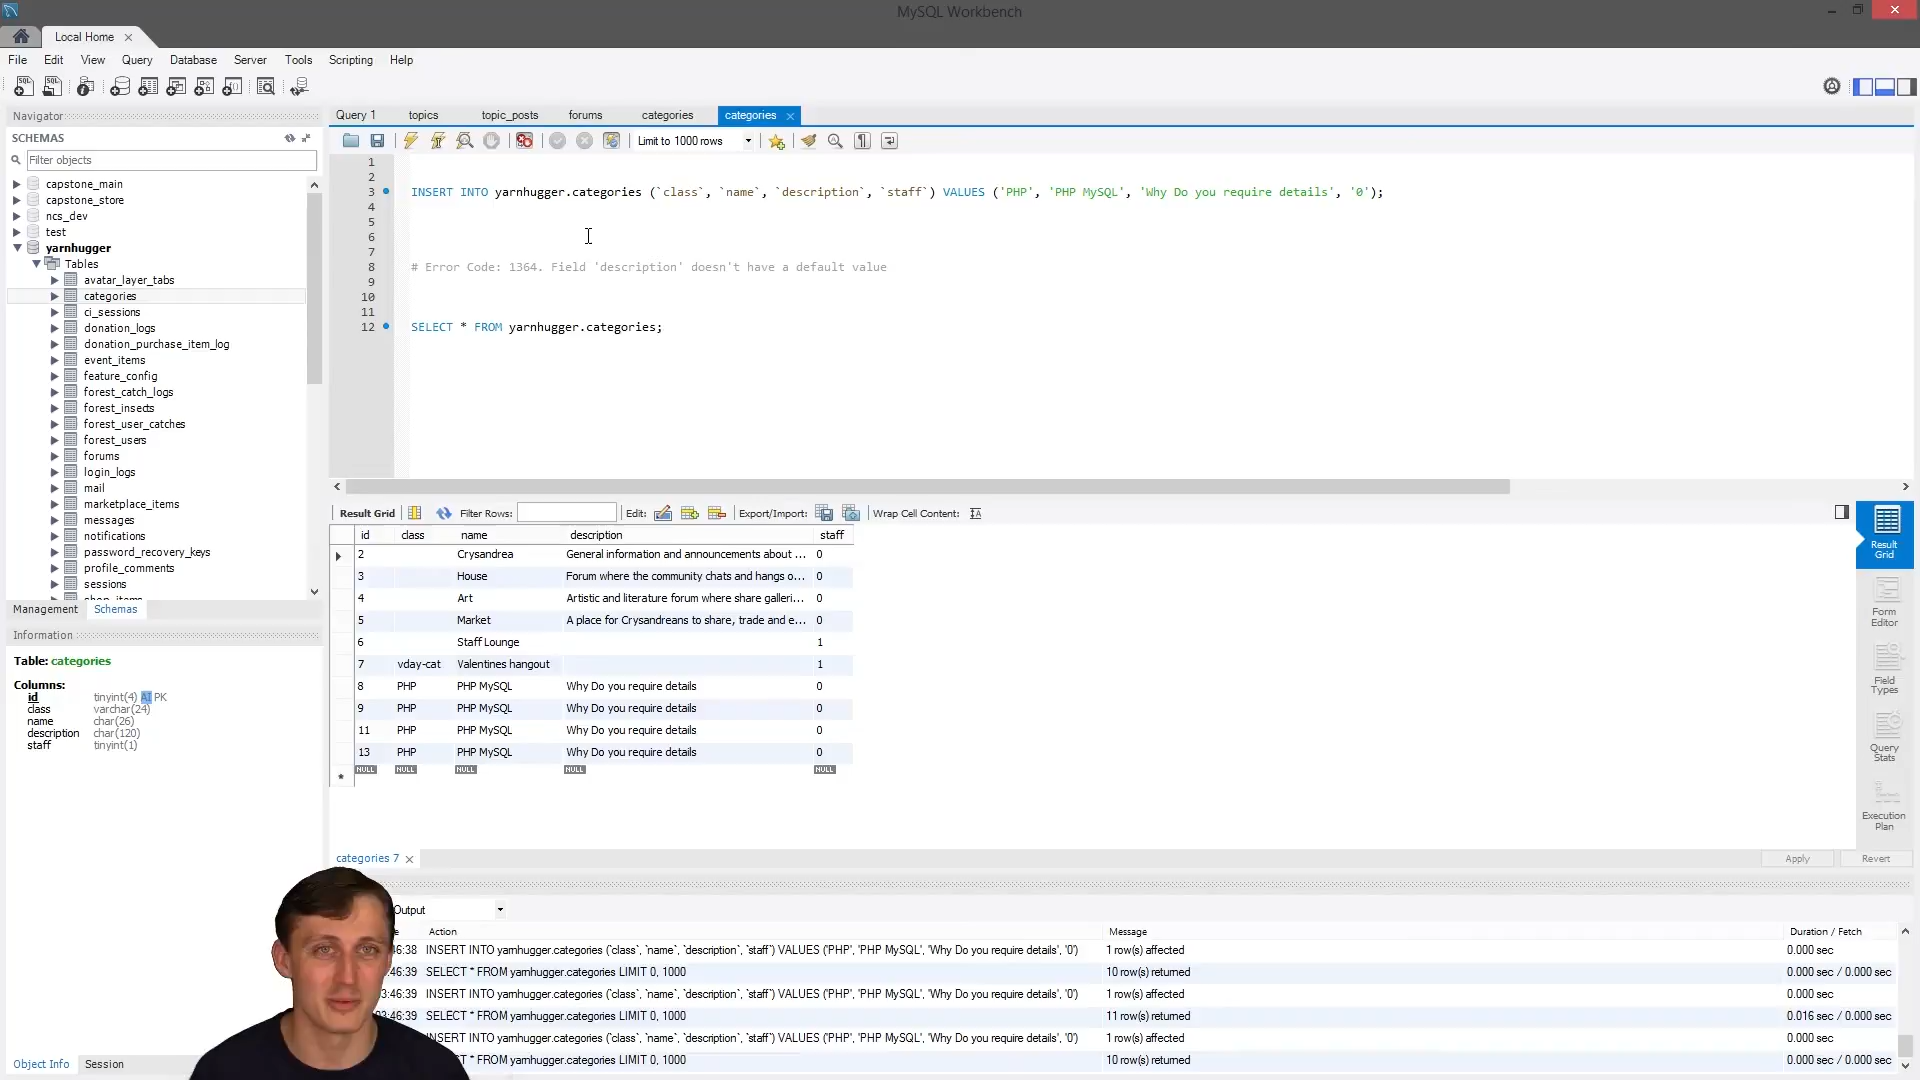 MySQL Workbench
Local Home
File Edit View Query Database Server Tools Scripting Help
Navigator
SCHEMAS
Filter objects
capstone_main
capstone_store
ncs_dev
test
yarnhugger
Tables
avatar_layer_tabs
categories
ci_sessions
donation_logs
donation_purchase_item_log
event_items
feature_config
forest_catch_logs
forest_insects
forest_user_catches
forest_users
forums
login_logs
mail
marketplace_items
messages
notifications
password_recovery_keys
profile_comments
sessions
Management Schemas
Information
Table: categories
Columns:
id tinyint(4) AI PK
class varchar(24)
name char(26)
description char(120)
staff tinyint(1)
Object Info Session
Query 1 topics topic_posts forums categories categories
Limit to 1000 rows
1
2
3 INSERT INTO yarnhugger.categories (`class`, `name`, `description`, `staff`) VALUES ('PHP', 'PHP MySQL', 'Why Do you require details', '0');
4
5
6
7
8 # Error Code: 1364. Field 'description' doesn't have a default value
9
10
11
12 SELECT * FROM yarnhugger.categories;
Result Grid Filter Rows: Edit: Export/Import: Wrap Cell Content:
id class name description staff
2 Crysandrea General information and announcements about ... 0
3 House Forum where the community chats and hangs o... 0
4 Art Artistic and literature forum where share galleri... 0
5 Market A place for Crysandreans to share, trade and e... 0
6 Staff Lounge 1
7 vday-cat Valentines hangout 1
8 PHP PHP MySQL Why Do you require details 0
9 PHP PHP MySQL Why Do you require details 0
11 PHP PHP MySQL Why Do you require details 0
13 PHP PHP MySQL Why Do you require details 0
NULL NULL NULL NULL NULL
Result Grid
Form Editor
Field Types
Query Stats
Execution Plan
categories 7
Apply Revert
Output
Action Message Duration / Fetch
46:38 INSERT INTO yarnhugger.categories (`class`, `name`, `description`, `staff`) VALUES ('PHP', 'PHP MySQL', 'Why Do you require details', '0') 1 row(s) affected 0.000 sec
46:39 SELECT * FROM yarnhugger.categories LIMIT 0, 1000 10 row(s) returned 0.000 sec / 0.000 sec
46:39 INSERT INTO yarnhugger.categories (`class`, `name`, `description`, `staff`) VALUES ('PHP', 'PHP MySQL', 'Why Do you require details', '0') 1 row(s) affected 0.000 sec
03:46:39 SELECT * FROM yarnhugger.categories LIMIT 0, 1000 11 row(s) returned 0.016 sec / 0.000 sec
INSERT INTO yarnhugger.categories (`class`, `name`, `description`, `staff`) VALUES ('PHP', 'PHP MySQL', 'Why Do you require details', '0') 1 row(s) affected 0.000 sec
* FROM yarnhugger.categories LIMIT 0, 1000 10 row(s) returned 0.000 sec / 0.000 sec